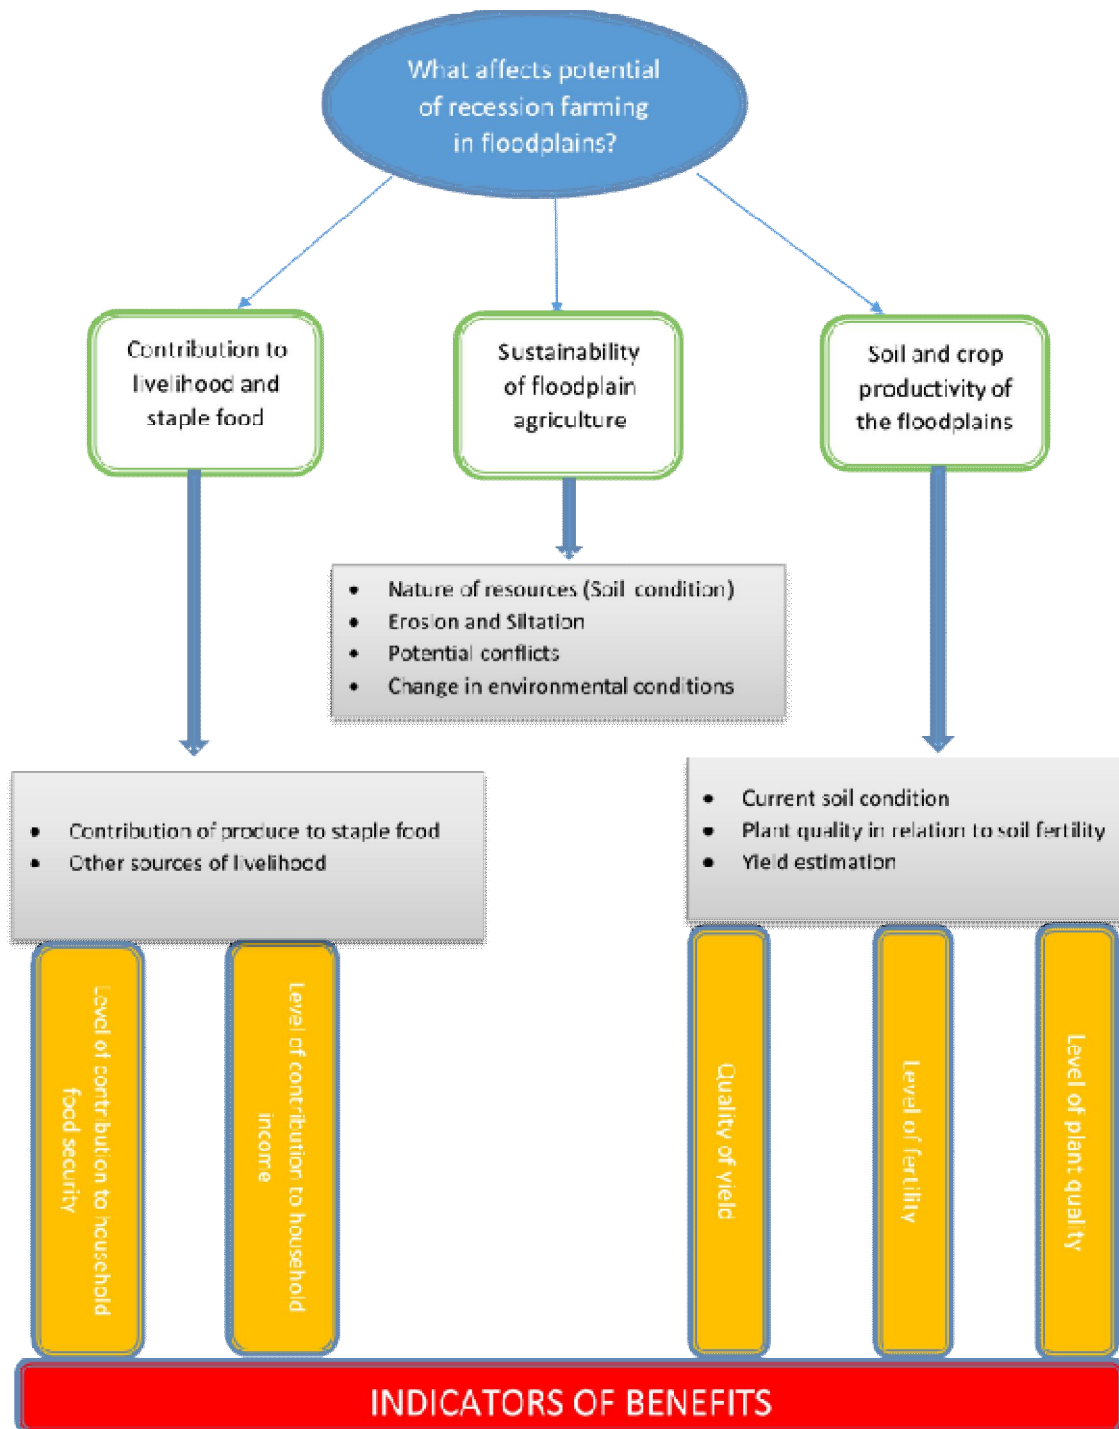 What affects potential
of recession farming
in floodplains?
Contribution to
livelihood and
staple food
Sustainability
of floodplain
agriculture
Soil and crop
productivity of
the floodplains
• Nature of resources (Soil condition)
• Erosion and Siltation
• Potential conflicts
• Change in environmental conditions
• Contribution of produce to staple food
• Other sources of livelihood
• Current soil condition
• Plant quality in relation to soil fertility
• Yield estimation
Level of contribution to household
food security
Level of contribution to household
income
Quality of yield
Level of fertility
Level of plant quality
INDICATORS OF BENEFITS